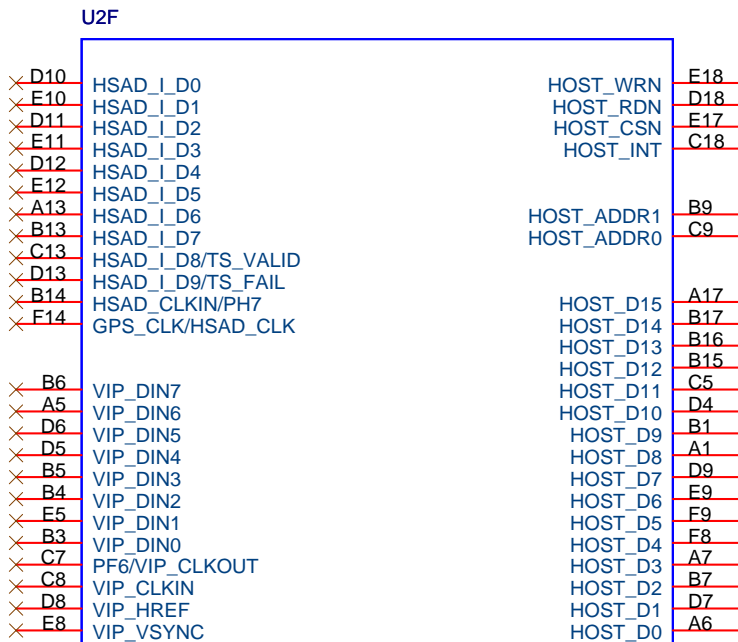 U2F
D10 HSAD_I_D0 HOST_WRN E18
E10 HSAD_I_D1 HOST_RDN D18
D11 HSAD_I_D2 HOST_CSN E17
E11 HSAD_I_D3 HOST_INT C18
D12 HSAD_I_D4
E12 HSAD_I_D5
A13 HSAD_I_D6 HOST_ADDR1 B9
B13 HSAD_I_D7 HOST_ADDR0 C9
C13 HSAD_I_D8/TS_VALID
D13 HSAD_I_D9/TS_FAIL
B14 HSAD_CLKIN/PH7 HOST_D15 A17
F14 GPS_CLK/HSAD_CLK HOST_D14 B17
HOST_D13 B16
HOST_D12 B15
B6 VIP_DIN7 HOST_D11 C5
A5 VIP_DIN6 HOST_D10 D4
D6 VIP_DIN5 HOST_D9 B1
D5 VIP_DIN4 HOST_D8 A1
B5 VIP_DIN3 HOST_D7 D9
B4 VIP_DIN2 HOST_D6 E9
E5 VIP_DIN1 HOST_D5 F9
B3 VIP_DIN0 HOST_D4 F8
C7 PF6/VIP_CLKOUT HOST_D3 A7
C8 VIP_CLKIN HOST_D2 B7
D8 VIP_HREF HOST_D1 D7
E8 VIP_VSYNC HOST_D0 A6